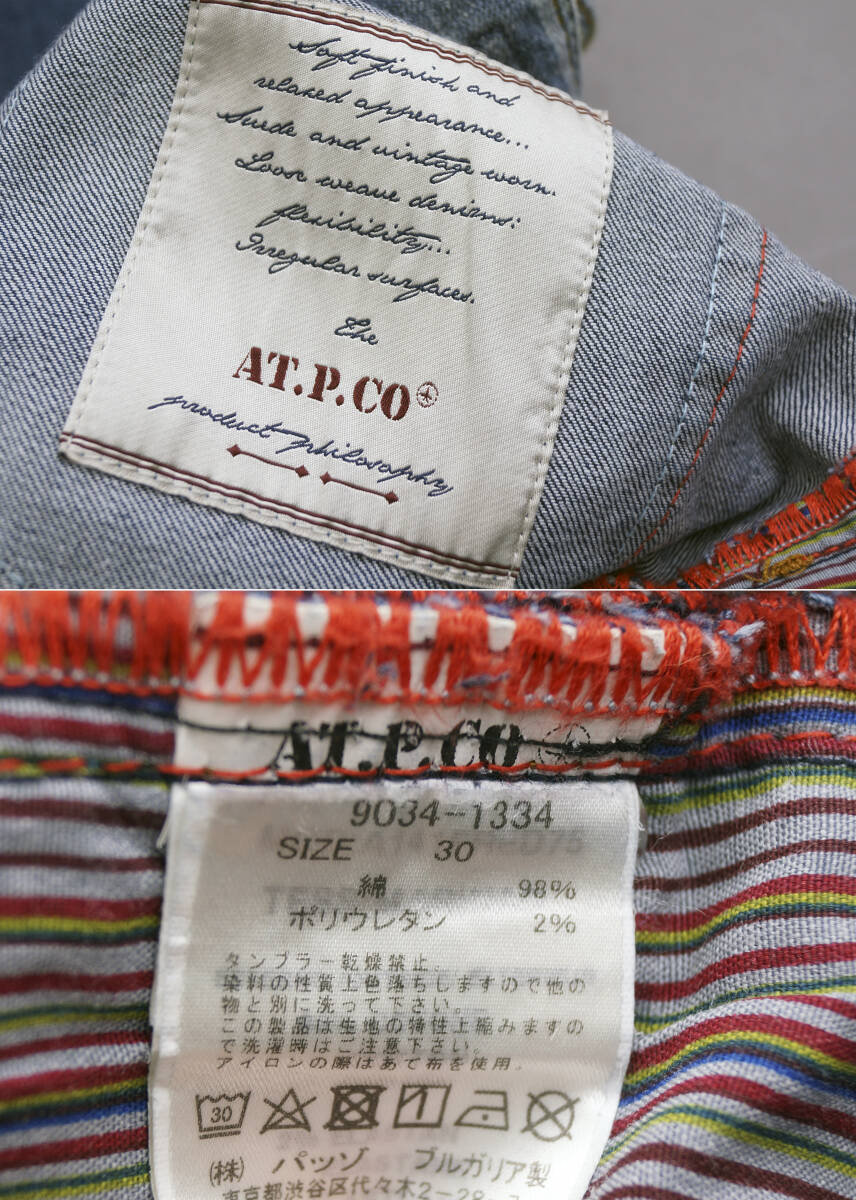 Soft finish and
relaxed appearance...
Suede and vintage worn.
Loose weave denims:
flexibility...
Irregular surfaces.
The
AT.P.CO
product philosophy
AT.P.CO
9034-1334
SIZE 30
綿 98%
ポリウレタン 2%
タンブラー乾燥禁止。
染料の性質上色落ちしますので他の
物と別に洗って下さい。
この製品は生地の特性上縮みますの
で洗濯時はご注意下さい。
アイロンの際はあて布を使用。
30
(株) パッゾ ブルガリア製
東京都渋谷区代々木2-28-